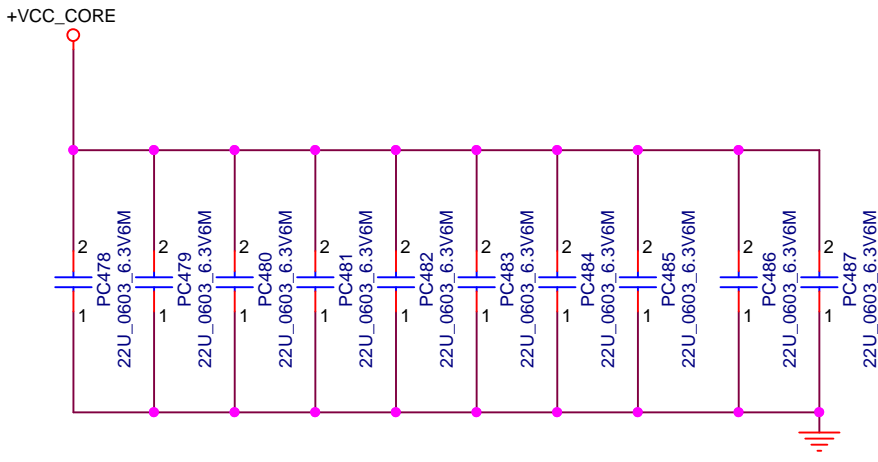 +VCC_CORE
2
1
PC478
22U_0603_6.3V6M
2
1
PC479
22U_0603_6.3V6M
2
1
PC480
22U_0603_6.3V6M
2
1
PC481
22U_0603_6.3V6M
2
1
PC482
22U_0603_6.3V6M
2
1
PC483
22U_0603_6.3V6M
2
1
PC484
22U_0603_6.3V6M
2
1
PC485
22U_0603_6.3V6M
2
1
PC486
22U_0603_6.3V6M
2
1
PC487
22U_0603_6.3V6M